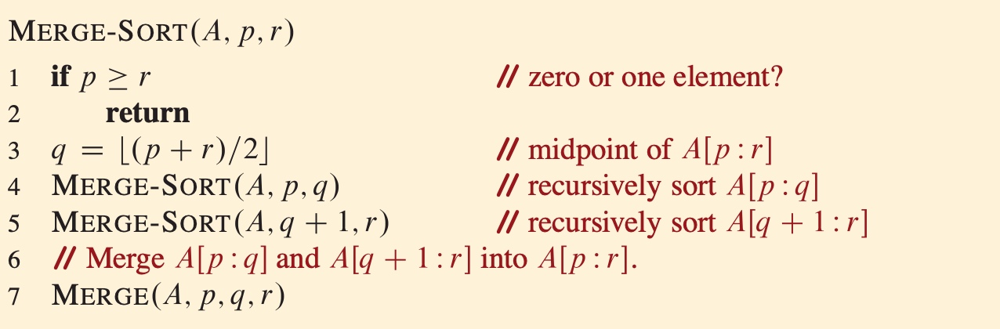 MERGE-SORT(A, p, r)
1 if p ≥ r // zero or one element?
2 return
3 q = ⌊(p + r)/2⌋ // midpoint of A[p : r]
4 MERGE-SORT(A, p, q) // recursively sort A[p : q]
5 MERGE-SORT(A, q + 1, r) // recursively sort A[q + 1 : r]
6 // Merge A[p : q] and A[q + 1 : r] into A[p : r].
7 MERGE(A, p, q, r)